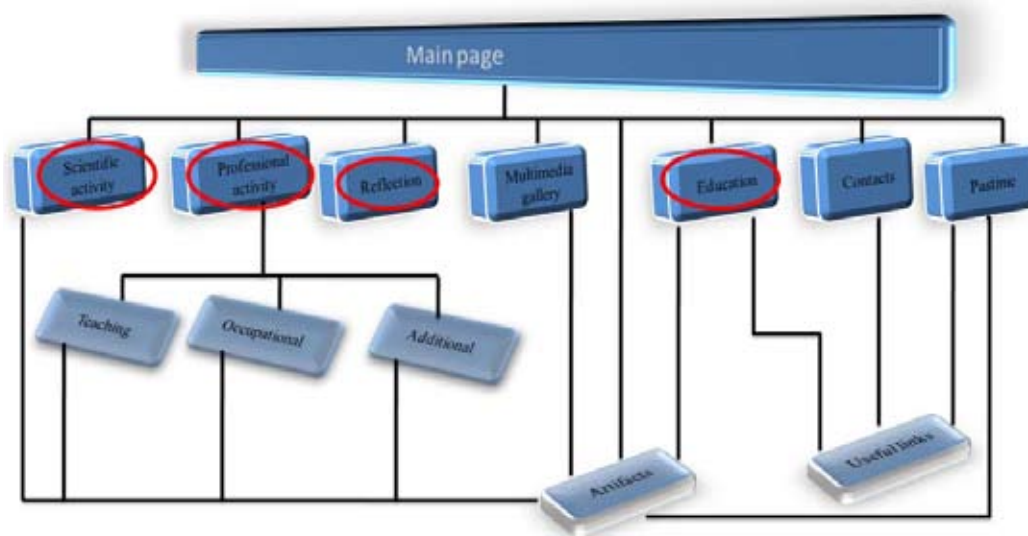 Main page
Scientific
activity
Professional
activity
Reflection
Multimedia
gallery
Education
Contacts
Pastime
Teaching
Occupational
Additional
Artifacts
Useful links